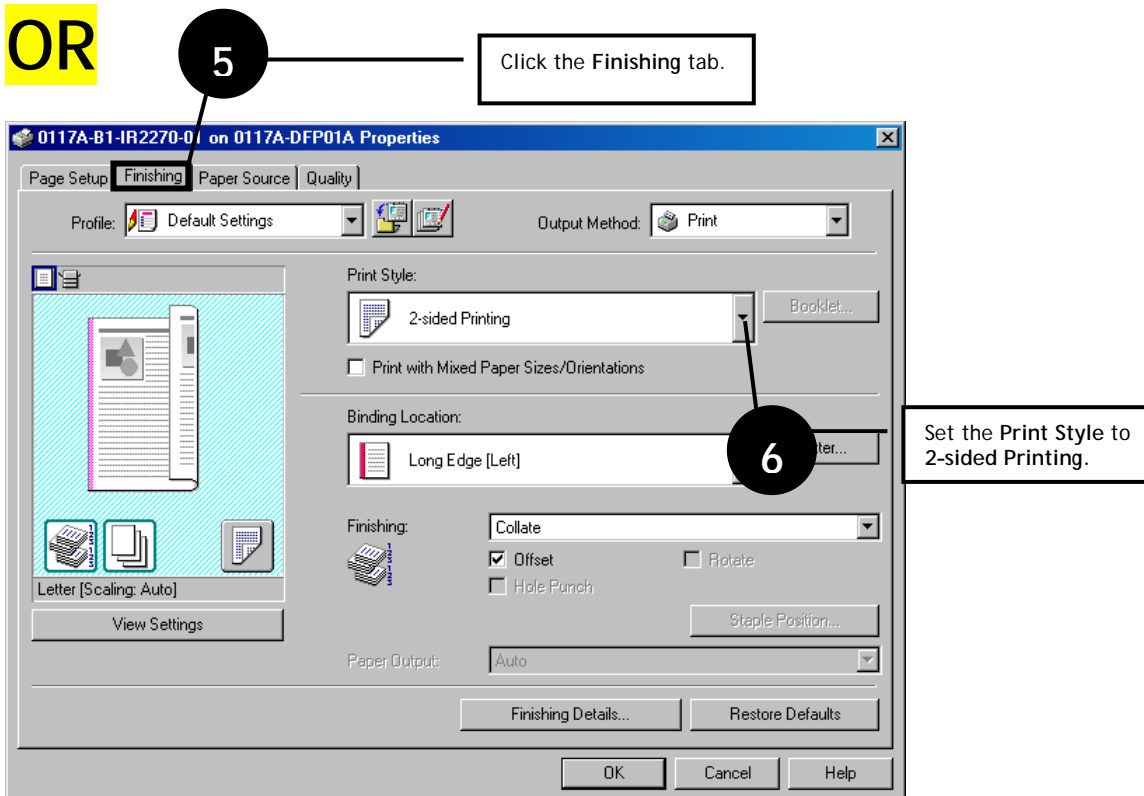 OR
5
Click the Finishing tab.
0117A-B1-IR2270-01 on 0117A-DFP01A Properties
Page Setup Finishing Paper Source Quality
Profile: Default Settings Output Method: Print
Print Style:
2-sided Printing Booklet...
Print with Mixed Paper Sizes/Orientations
Binding Location:
Long Edge [Left]
6
Set the Print Style to
2-sided Printing.
Finishing: Collate
Offset Rotate
Hole Punch
Letter [Scaling: Auto]
View Settings Staple Position...
Paper Output: Auto
Finishing Details... Restore Defaults
OK Cancel Help